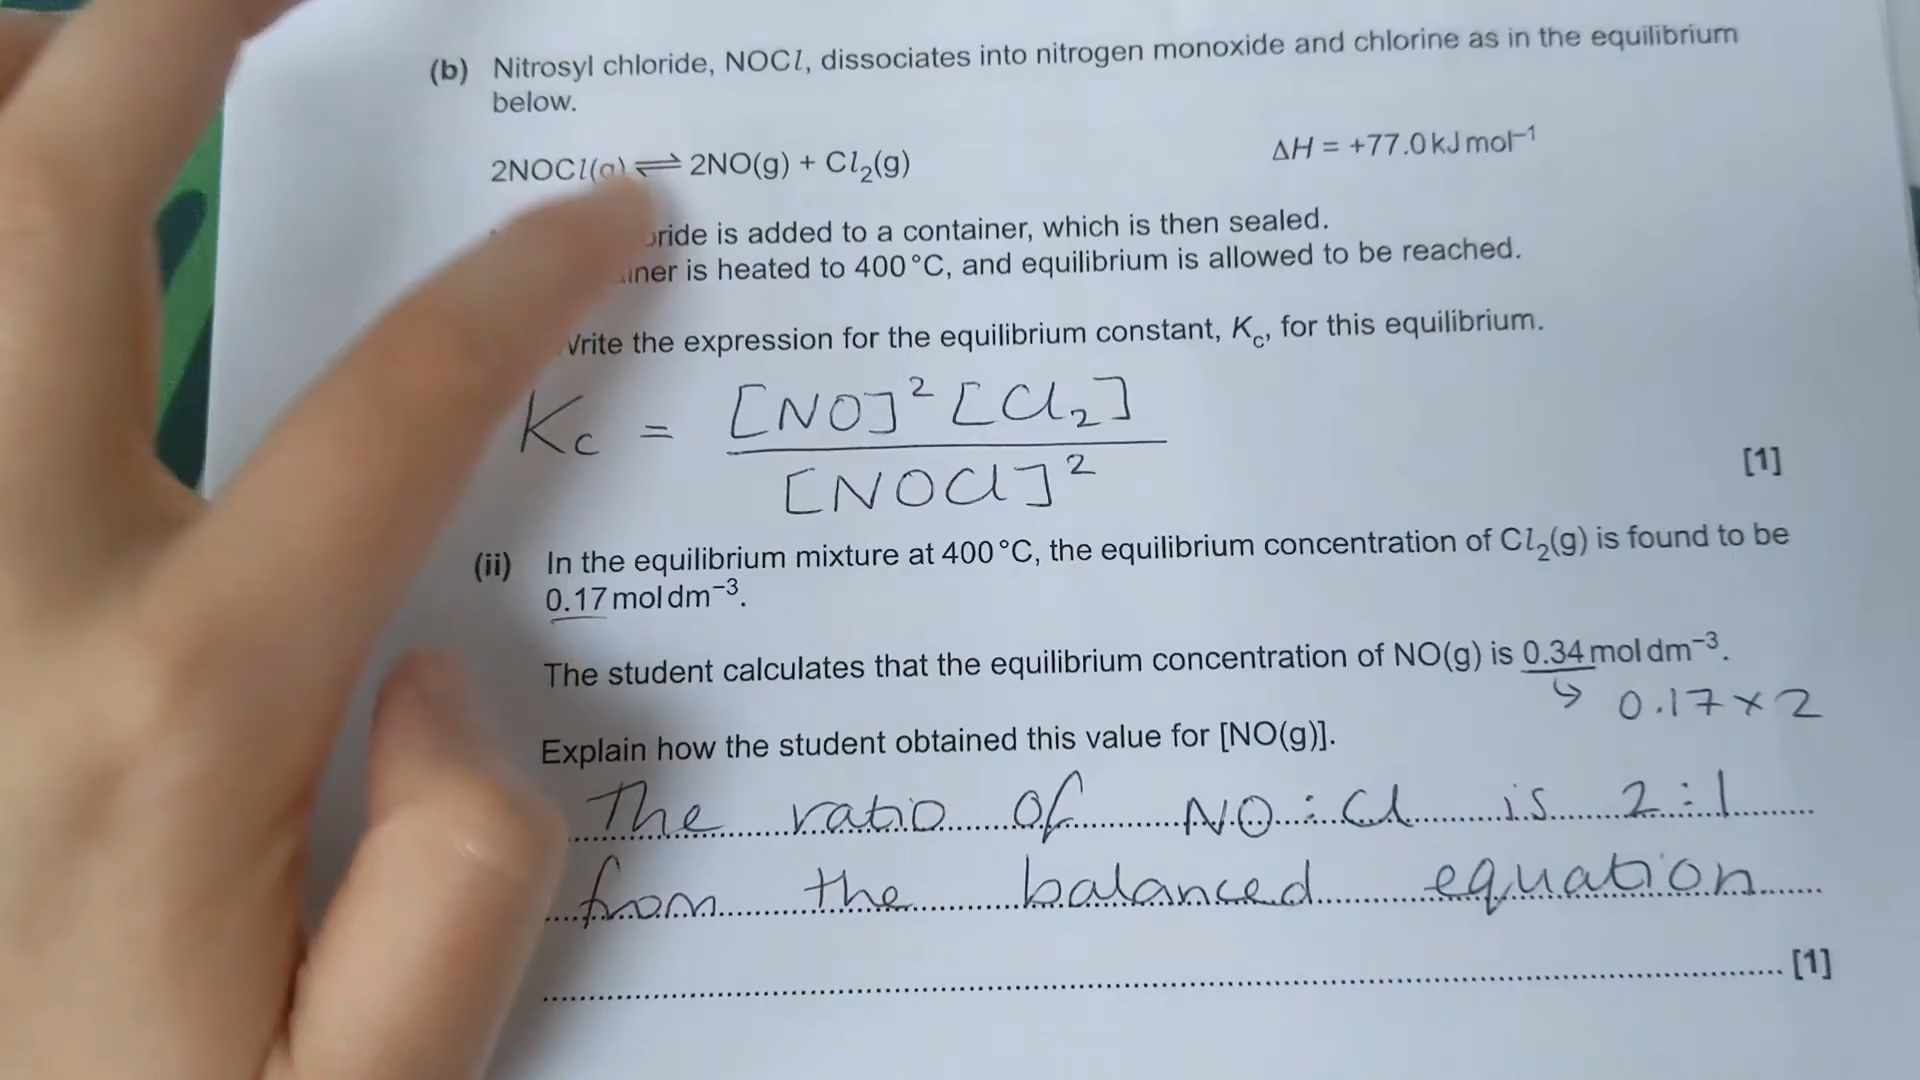 (b) Nitrosyl chloride, NOCl, dissociates into nitrogen monoxide and chlorine as in the equilibrium
below.
2NOCl(g) ⇌ 2NO(g) + Cl₂(g) ΔH = +77.0 kJ mol⁻¹
is added to a container, which is then sealed.
is heated to 400 °C, and equilibrium is allowed to be reached.
the expression for the equilibrium constant, Kc, for this equilibrium.
Kc = [NO]² [Cl₂]
[NOCl]²
[1]
(ii) In the equilibrium mixture at 400 °C, the equilibrium concentration of Cl₂(g) is found to be
0.17 mol dm⁻³.
The student calculates that the equilibrium concentration of NO(g) is 0.34 mol dm⁻³.
↳ 0.17 × 2
Explain how the student obtained this value for [NO(g)].
The ratio of NO : Cl is 2 : 1
from the balanced equation
[1]